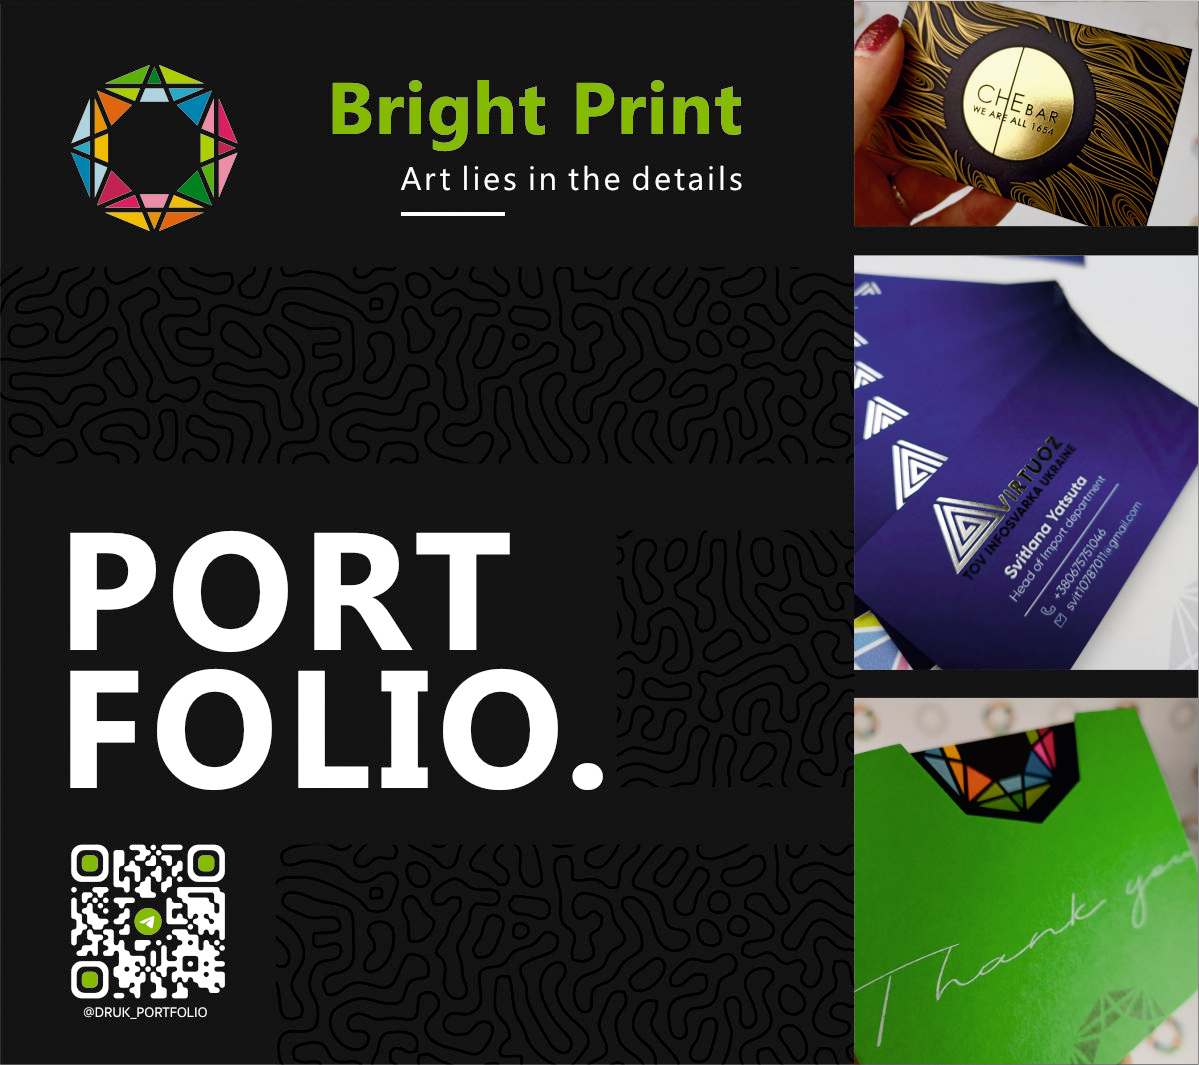 Bright Print
Art lies in the details
PORT
FOLIO.
@DRUK_PORTFOLIO
CHEBAR
WE ARE ALL 1654
VIRTUOZ
TOV INFOSVARKA UKRAINE
Svitlana Yatsuta
Head of Import department
+380675751046
svit10787011@gmail.com
Thank you